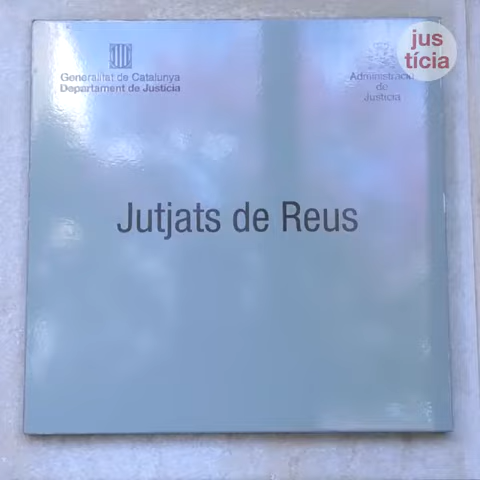 Generalitat de Catalunya
Departament de Justícia
Administració
de
Justícia
jus
tícia
Jutjats de Reus